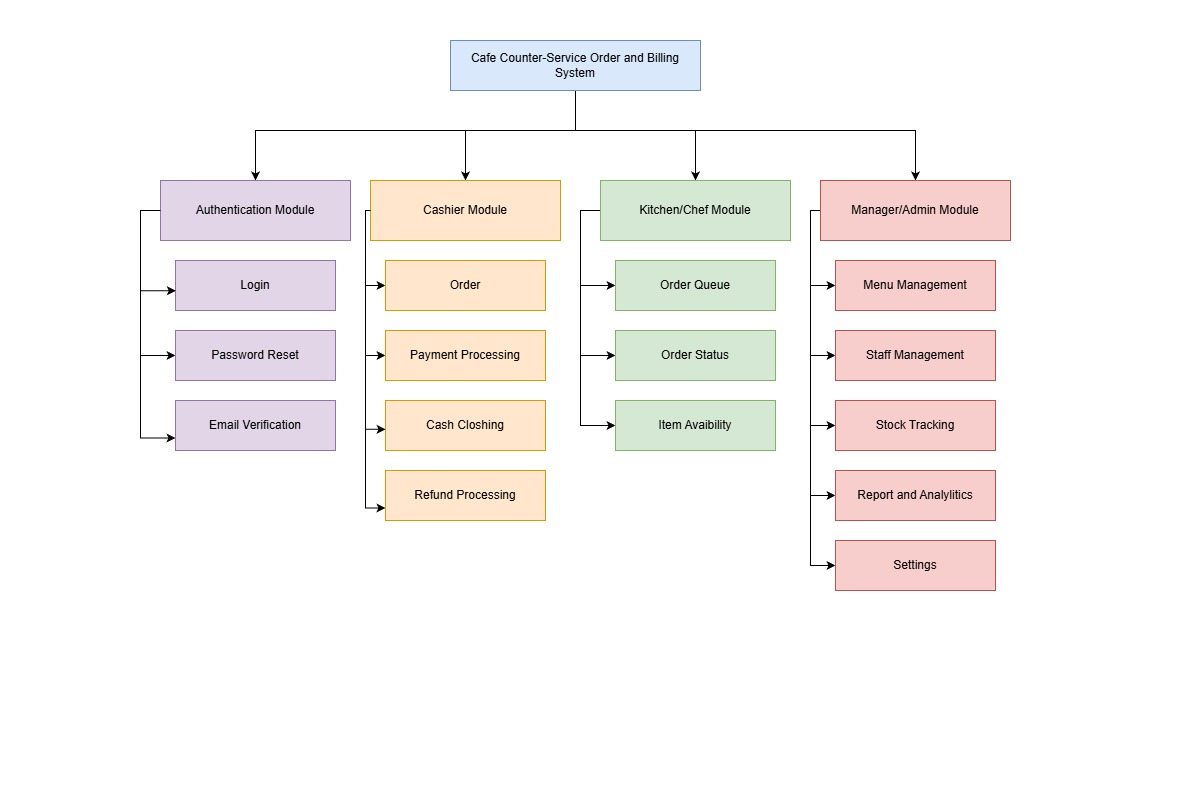 Cafe Counter-Service Order and Billing
System
Authentication Module
Login
Password Reset
Email Verification
Cashier Module
Order
Payment Processing
Cash Closhing
Refund Processing
Kitchen/Chef Module
Order Queue
Order Status
Item Avaibility
Manager/Admin Module
Menu Management
Staff Management
Stock Tracking
Report and Analylitics
Settings